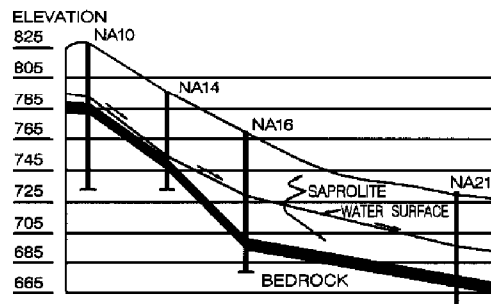 ELEVATION
825
NA10
805
NA14
785
765
NA16
745
SAPROLITE
NA21
725
WATER SURFACE
705
685
BEDROCK
665